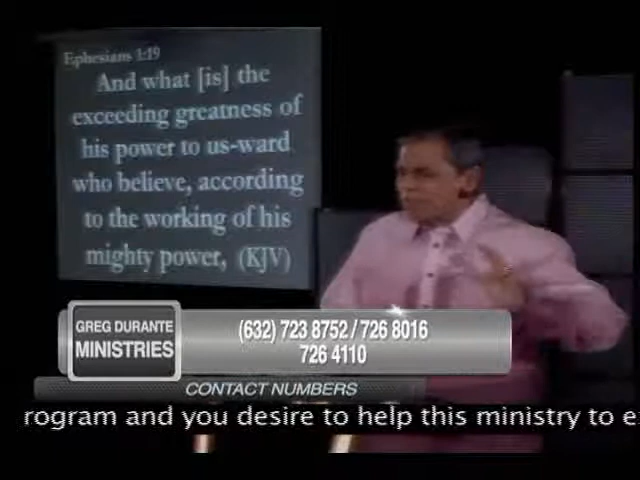 Ephesians 1:19
And what [is] the
exceeding greatness of
his power to us-ward
who believe, according
to the working of his
mighty power, (KJV)
GREG DURANTE
MINISTRIES
(632) 723 8752 / 726 8016
726 4110
CONTACT NUMBERS
rogram and you desire to help this ministry to e